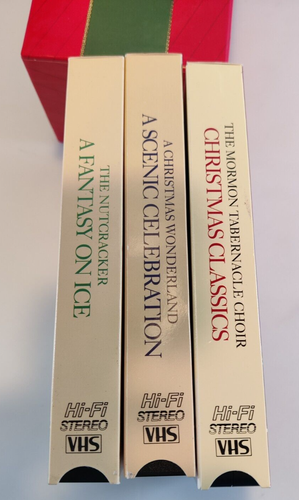 THE NUTCRACKER
A FANTASY ON ICE
Hi-Fi
STEREO
VHS
A CHRISTMAS WONDERLAND
A SCENIC CELEBRATION
Hi-Fi
STEREO
VHS
THE MORMON TABERNACLE CHOIR
CHRISTMAS CLASSICS
Hi-Fi
STEREO
VHS